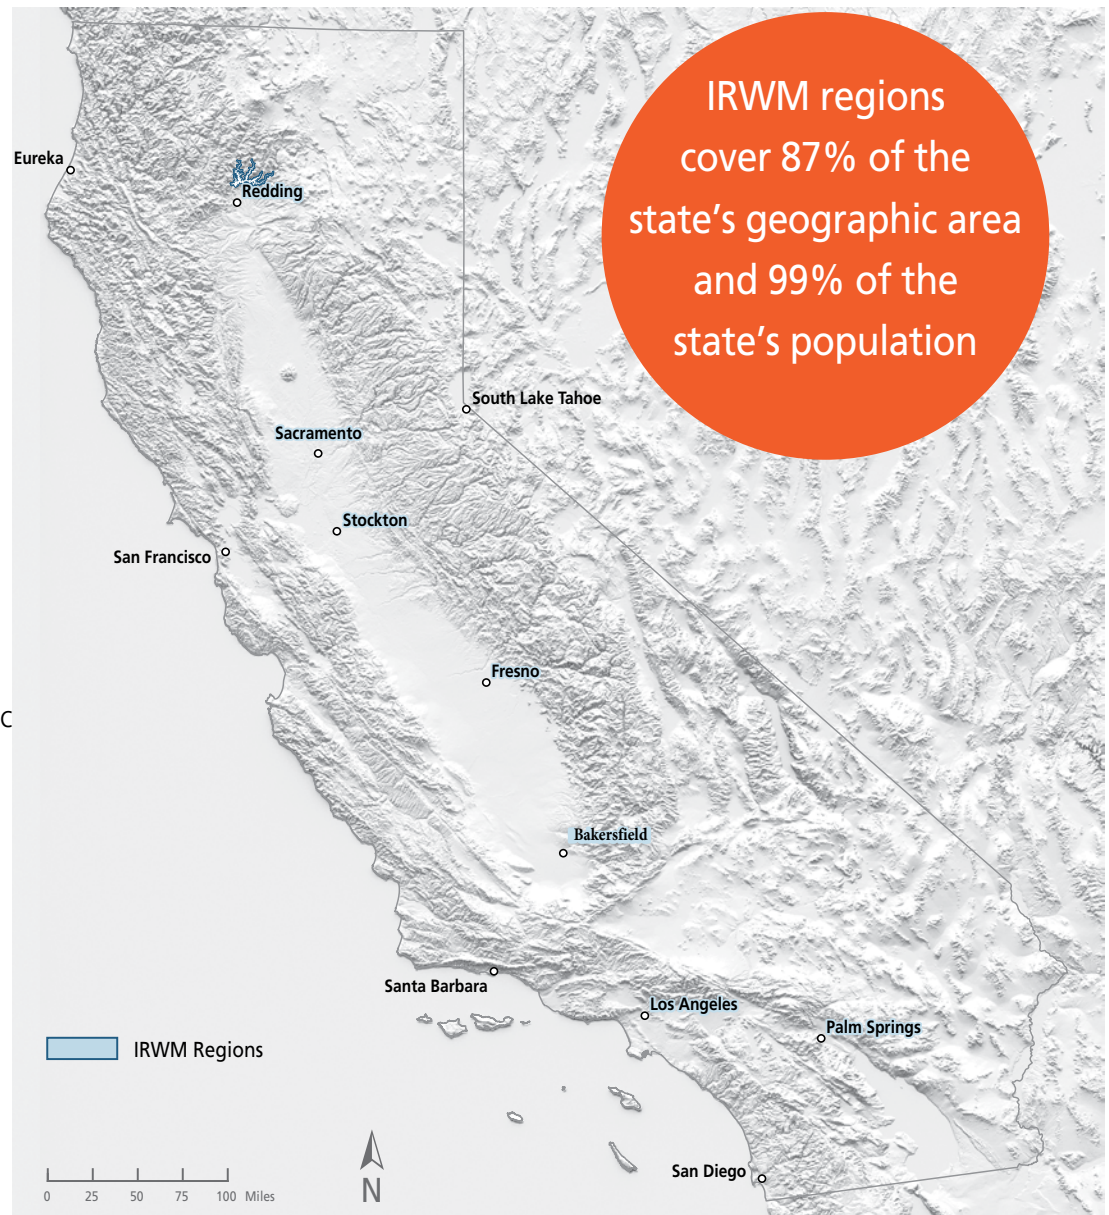 IRWM regions
cover 87% of the
state's geographic area
and 99% of the
state's population
Eureka
Redding
South Lake Tahoe
Sacramento
Stockton
San Francisco
Fresno
C
Bakersfield
Santa Barbara
Los Angeles
Palm Springs
IRWM Regions
San Diego
N
0 25 50 75 100 Miles